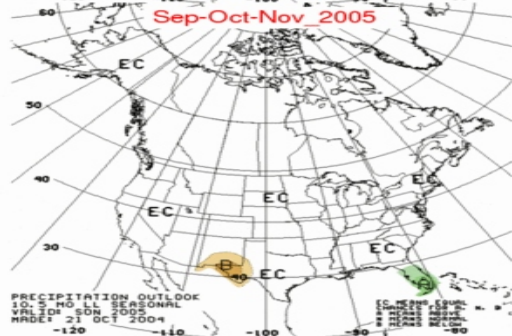 Sep-Oct-Nov_2005
60
EC
50
EC
40
EC
EC
EC
30
B
40
EC
A
PRECIPITATION OUTLOOK
10.5 MO LL SEASONAL
VALID: SON 2005
MADE: 21 OCT 2004
EC MEANS EQUAL
-120
-110
-100
-90
-80